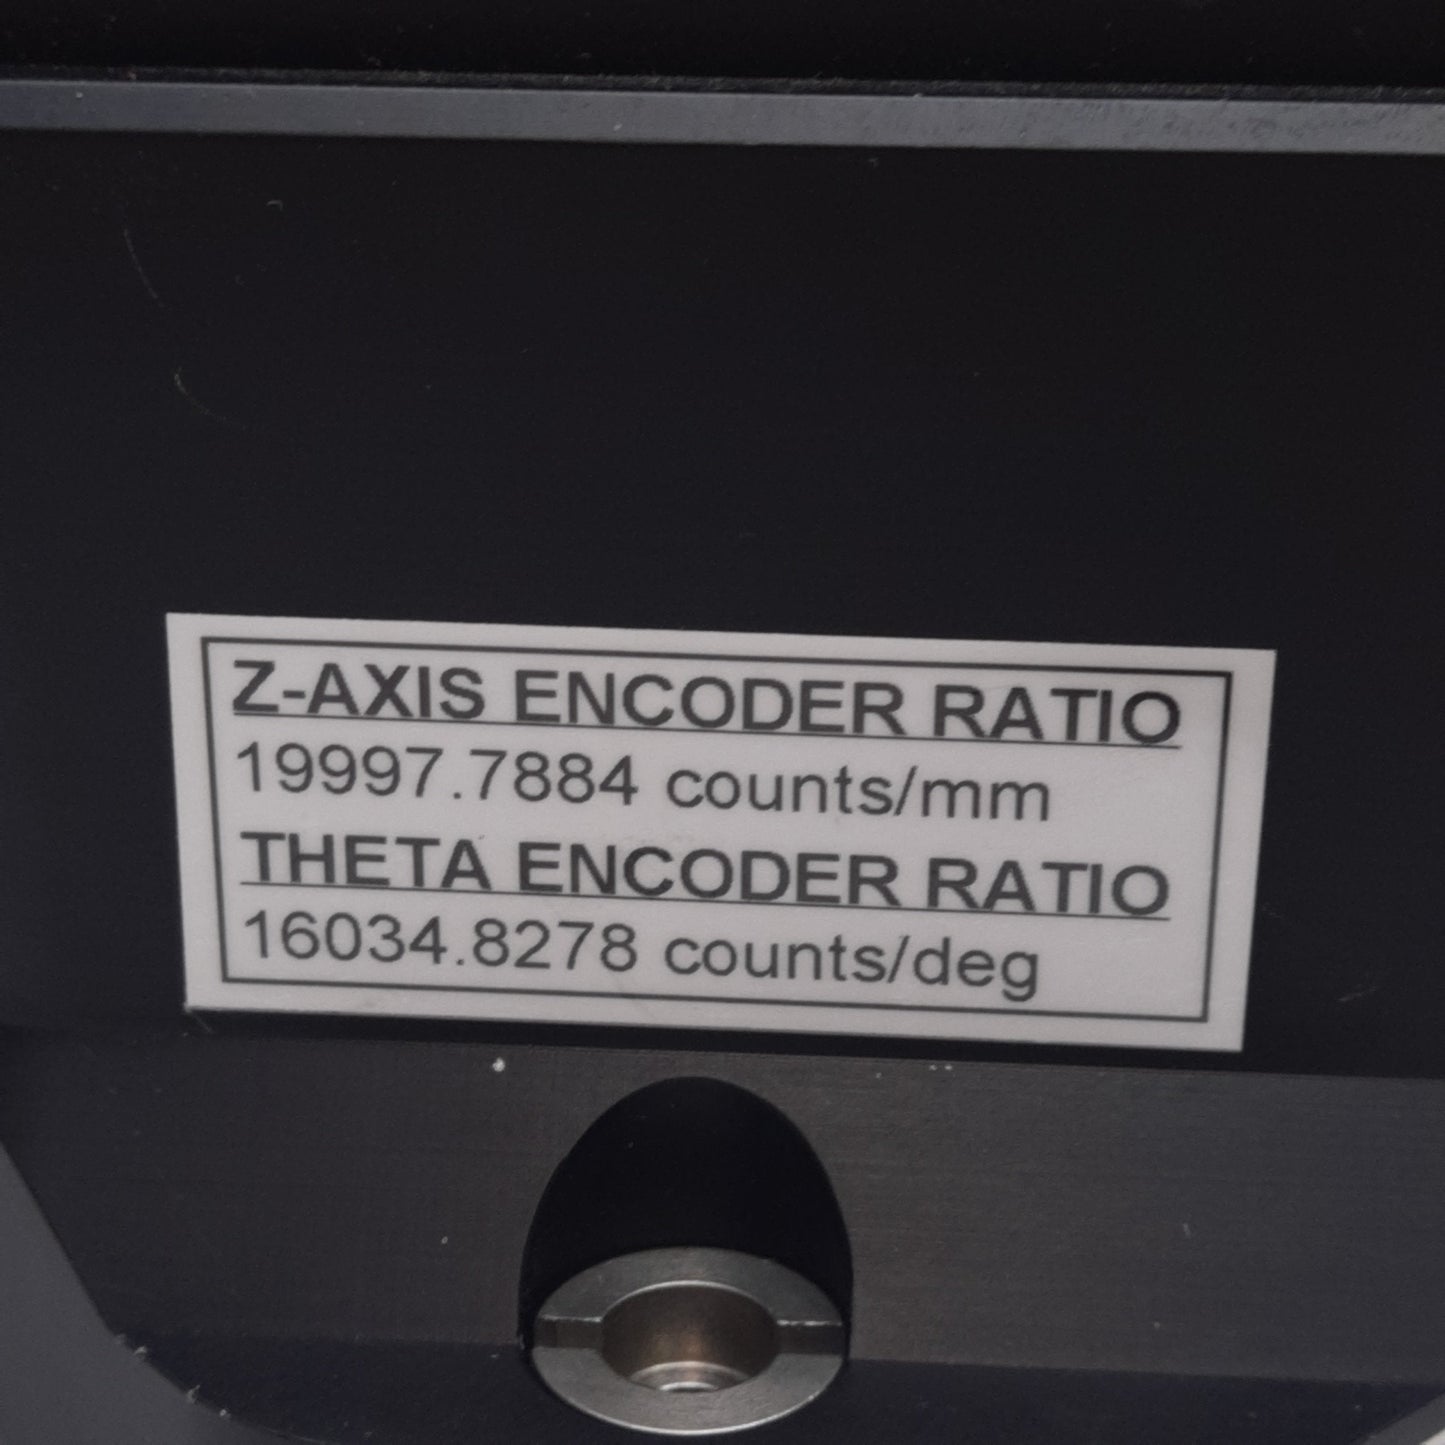 Z-AXIS ENCODER RATIO
19997.7884 counts/mm
THETA ENCODER RATIO
16034.8278 counts/deg